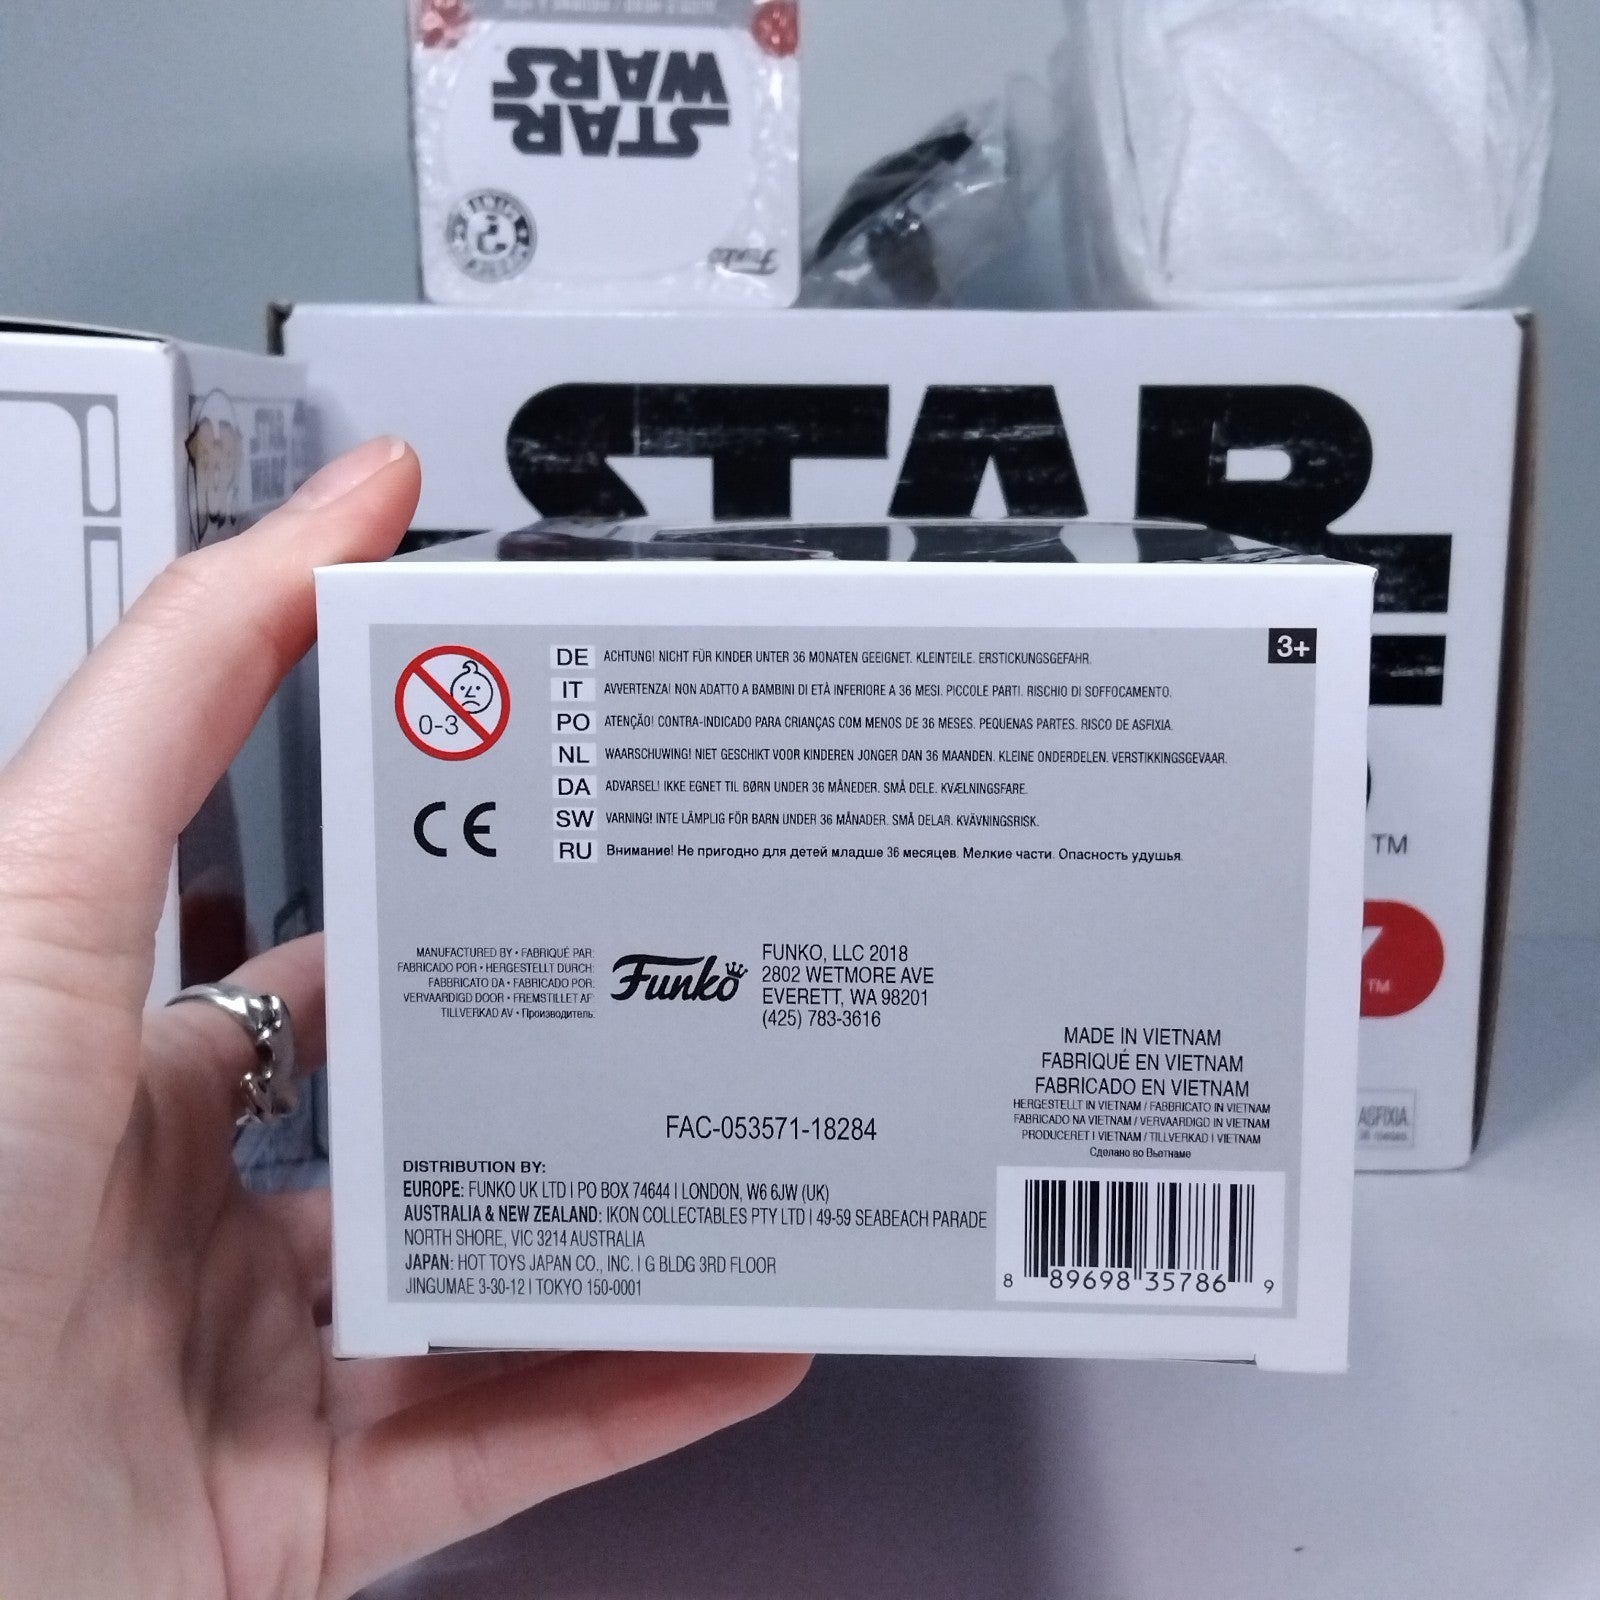 STAR
WARS
Funko
STAR
WARS
STAR
TM
TM
ASFIXIA.
3+
0-3
DE ACHTUNG! NICHT FÜR KINDER UNTER 36 MONATEN GEEIGNET. KLEINTEILE. ERSTICKUNGSGEFAHR.
IT AVVERTENZA! NON ADATTO A BAMBINI DI ETÀ INFERIORE A 36 MESI. PICCOLE PARTI. RISCHIO DI SOFFOCAMENTO.
PO ATENÇÃO! CONTRA-INDICADO PARA CRIANÇAS COM MENOS DE 36 MESES. PEQUENAS PARTES. RISCO DE ASFIXIA.
NL WAARSCHUWING! NIET GESCHIKT VOOR KINDEREN JONGER DAN 36 MAANDEN. KLEINE ONDERDELEN. VERSTIKKINGSGEVAAR.
DA ADVARSEL! IKKE EGNET TIL BØRN UNDER 36 MÅNEDER. SMÅ DELE. KVÆLNINGSFARE.
SW VARNING! INTE LÄMPLIG FÖR BARN UNDER 36 MÅNADER. SMÅ DELAR. KVÄVNINGSRISK.
RU Внимание! Не пригодно для детей младше 36 месяцев. Мелкие части. Опасность удушья.
CE
MANUFACTURED BY • FABRIQUÉ PAR:
FABRICADO POR • HERGESTELLT DURCH:
FABBRICATO DA • FABRICADO POR:
VERVAARDIGD DOOR • FREMSTILLET AF:
TILLVERKAD AV • Производитель:
Funko
FUNKO, LLC 2018
2802 WETMORE AVE
EVERETT, WA 98201
(425) 783-3616
MADE IN VIETNAM
FABRIQUÉ EN VIETNAM
FABRICADO EN VIETNAM
HERGESTELLT IN VIETNAM / FABBRICATO IN VIETNAM
FABRICADO NA VIETNAM / VERVAARDIGD IN VIETNAM
PRODUCERET I VIETNAM / TILLVERKAD I VIETNAM
Сделано во Вьетнаме
FAC-053571-18284
DISTRIBUTION BY:
EUROPE: FUNKO UK LTD | PO BOX 74644 | LONDON, W6 6JW (UK)
AUSTRALIA & NEW ZEALAND: IKON COLLECTABLES PTY LTD | 49-59 SEABEACH PARADE
NORTH SHORE, VIC 3214 AUSTRALIA
JAPAN: HOT TOYS JAPAN CO., INC. | G BLDG 3RD FLOOR
JINGUMAE 3-30-12 | TOKYO 150-0001
8 89698 35786 9